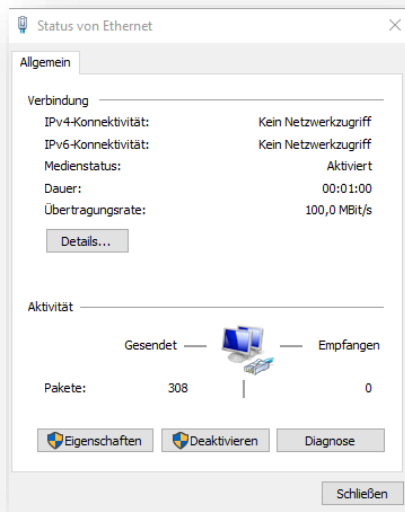 Status von Ethernet
Allgemein
Verbindung
IPv4-Konnektivität: Kein Netzwerkzugriff
IPv6-Konnektivität: Kein Netzwerkzugriff
Medienstatus: Aktiviert
Dauer: 00:01:00
Übertragungsrate: 100,0 MBit/s
Details...
Aktivität
Gesendet Empfangen
Pakete: 308 0
Eigenschaften Deaktivieren Diagnose
Schließen